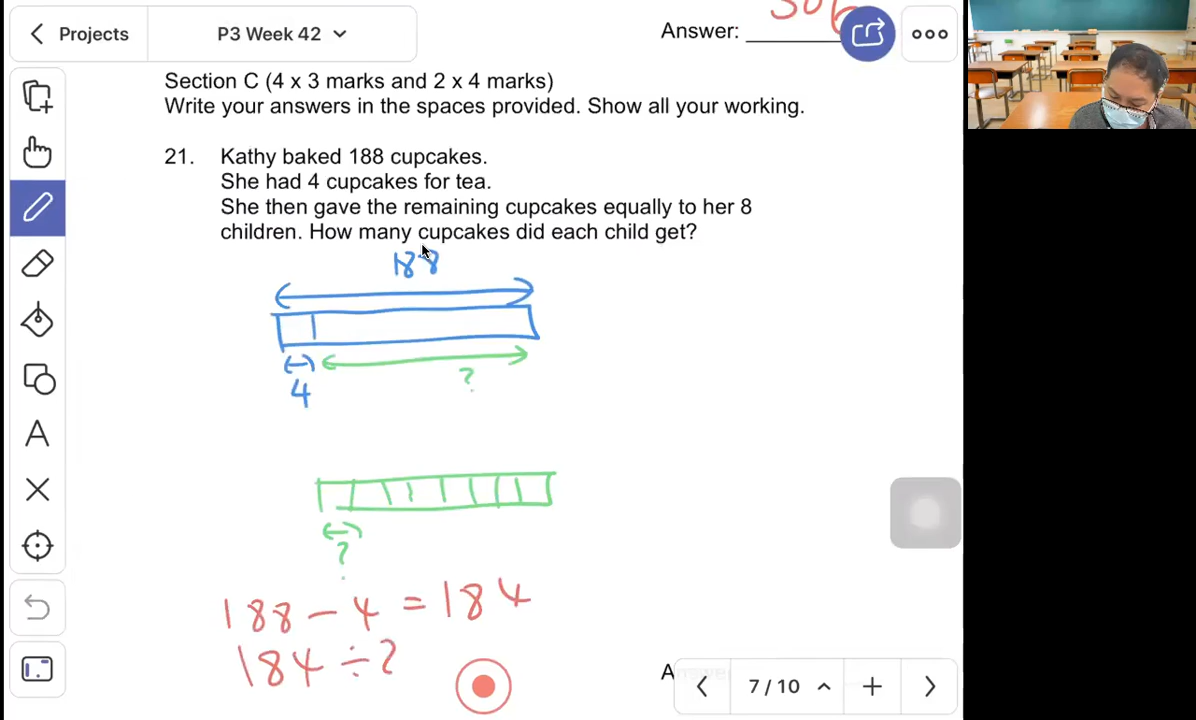 Projects
P3 Week 42
Answer:
Section C (4 x 3 marks and 2 x 4 marks)
Write your answers in the spaces provided. Show all your working.
21. Kathy baked 188 cupcakes.
She had 4 cupcakes for tea.
She then gave the remaining cupcakes equally to her 8
children. How many cupcakes did each child get?
188
?
4
?
188 - 4 = 184
184 ÷ ?
A
7 / 10